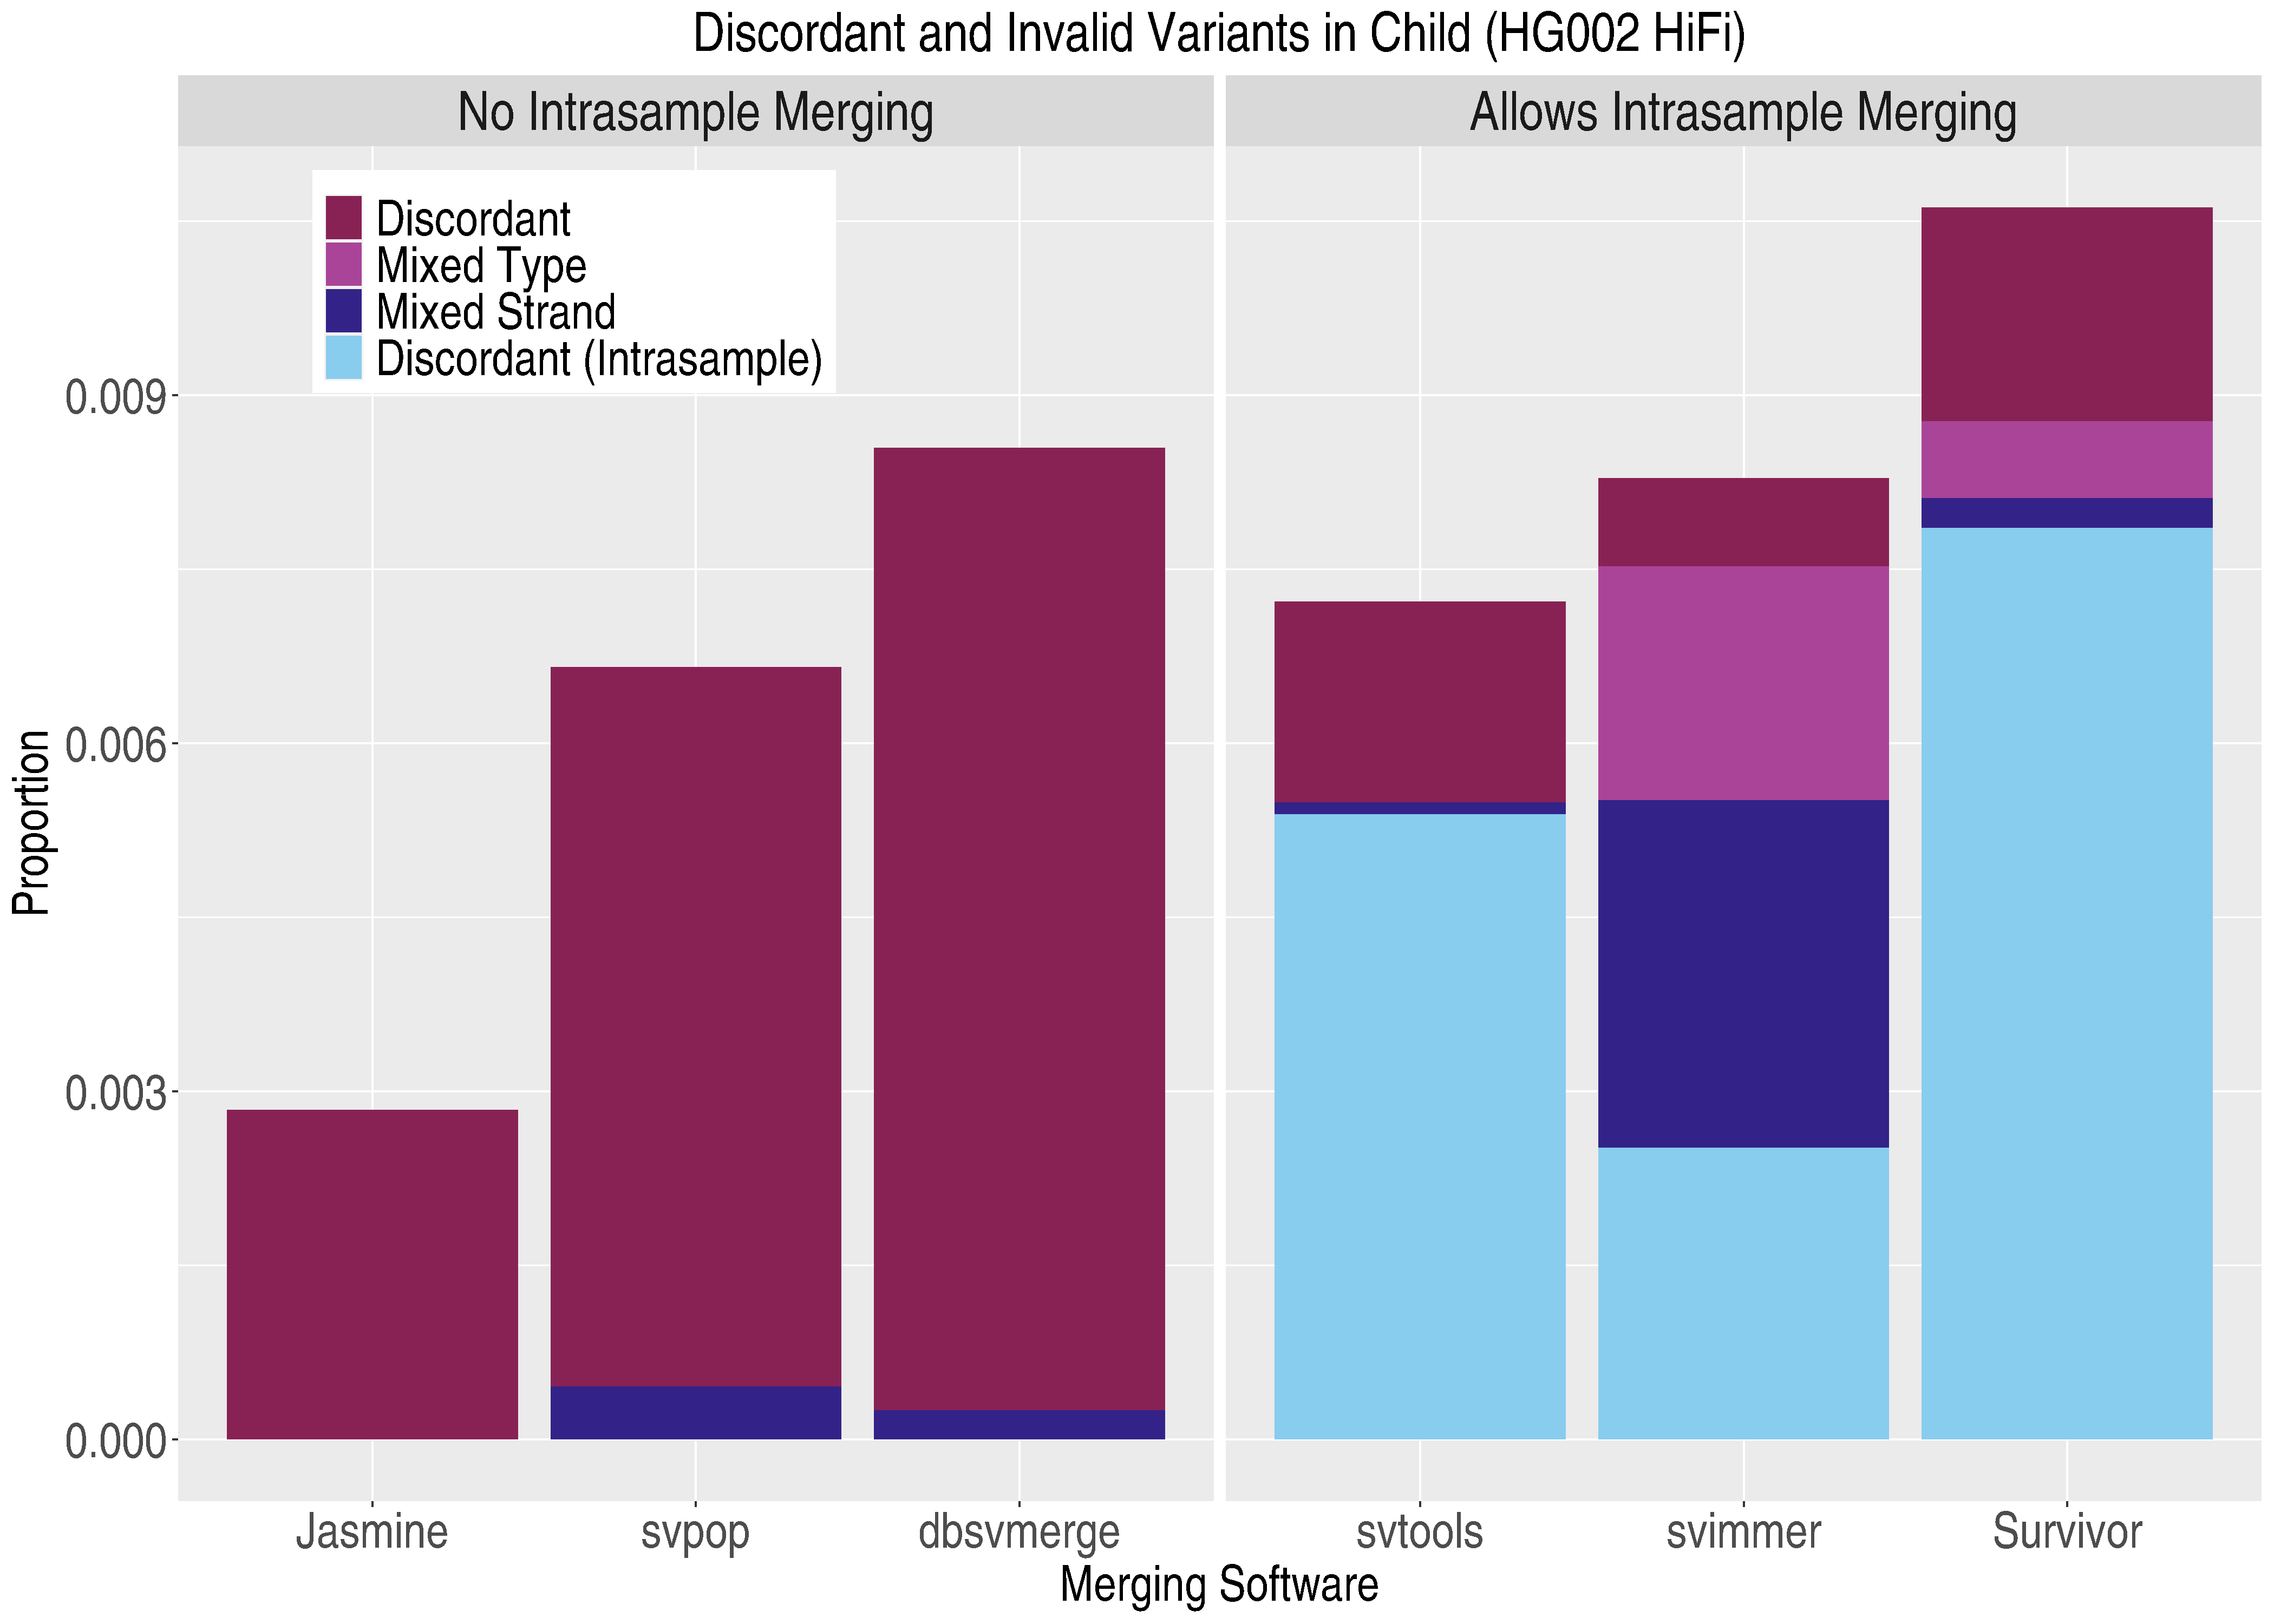 Discordant and Invalid Variants in Child (HG002 HiFi)
No Intrasample Merging
Allows Intrasample Merging
Discordant
Mixed Type
Mixed Strand
Discordant (Intrasample)
0.009
0.006
0.003
0.000
Proportion
Jasmine
svpop
dbsvmerge
svtools
svimmer
Survivor
Merging Software